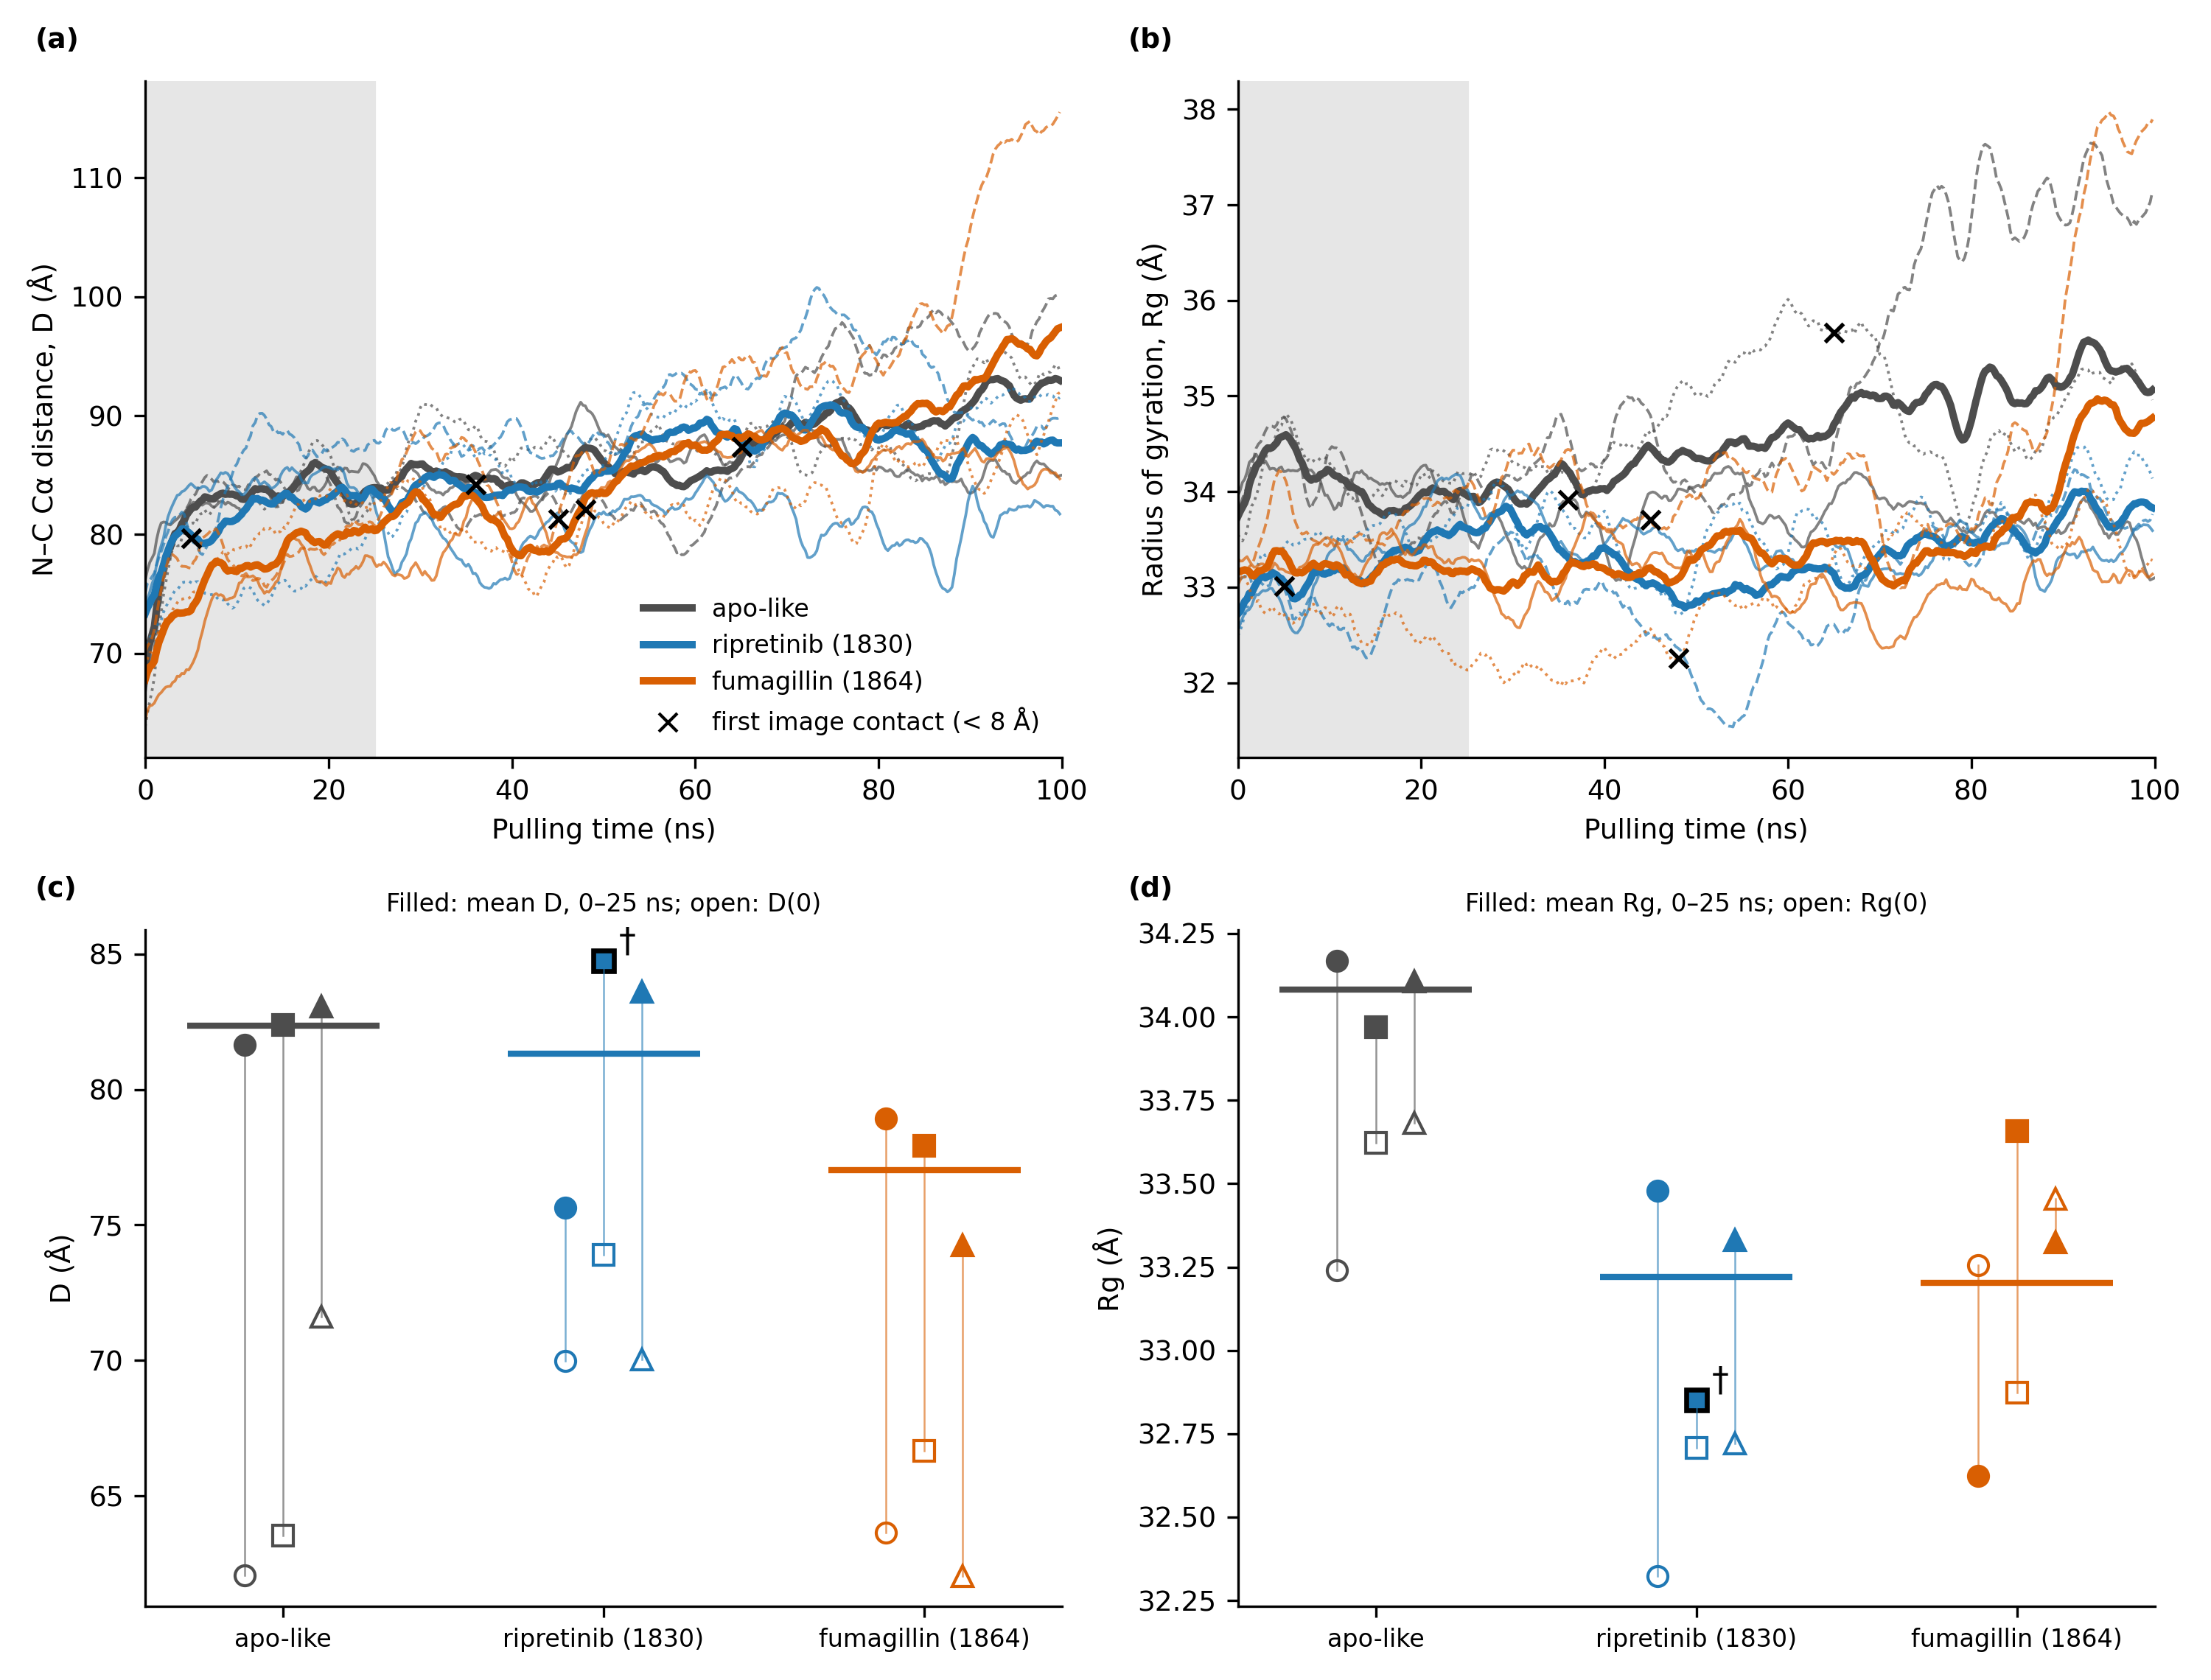 (a)
N–C Cα distance, D (Å)
110
100
90
80
70
0
20
40
60
80
100
Pulling time (ns)
apo-like
ripretinib (1830)
fumagillin (1864)
first image contact (< 8 Å)
(b)
Radius of gyration, Rg (Å)
38
37
36
35
34
33
32
0
20
40
60
80
100
Pulling time (ns)
(c)
Filled: mean D, 0–25 ns; open: D(0)
D (Å)
85
80
75
70
65
†
apo-like
ripretinib (1830)
fumagillin (1864)
(d)
Filled: mean Rg, 0–25 ns; open: Rg(0)
Rg (Å)
34.25
34.00
33.75
33.50
33.25
33.00
32.75
32.50
32.25
†
apo-like
ripretinib (1830)
fumagillin (1864)